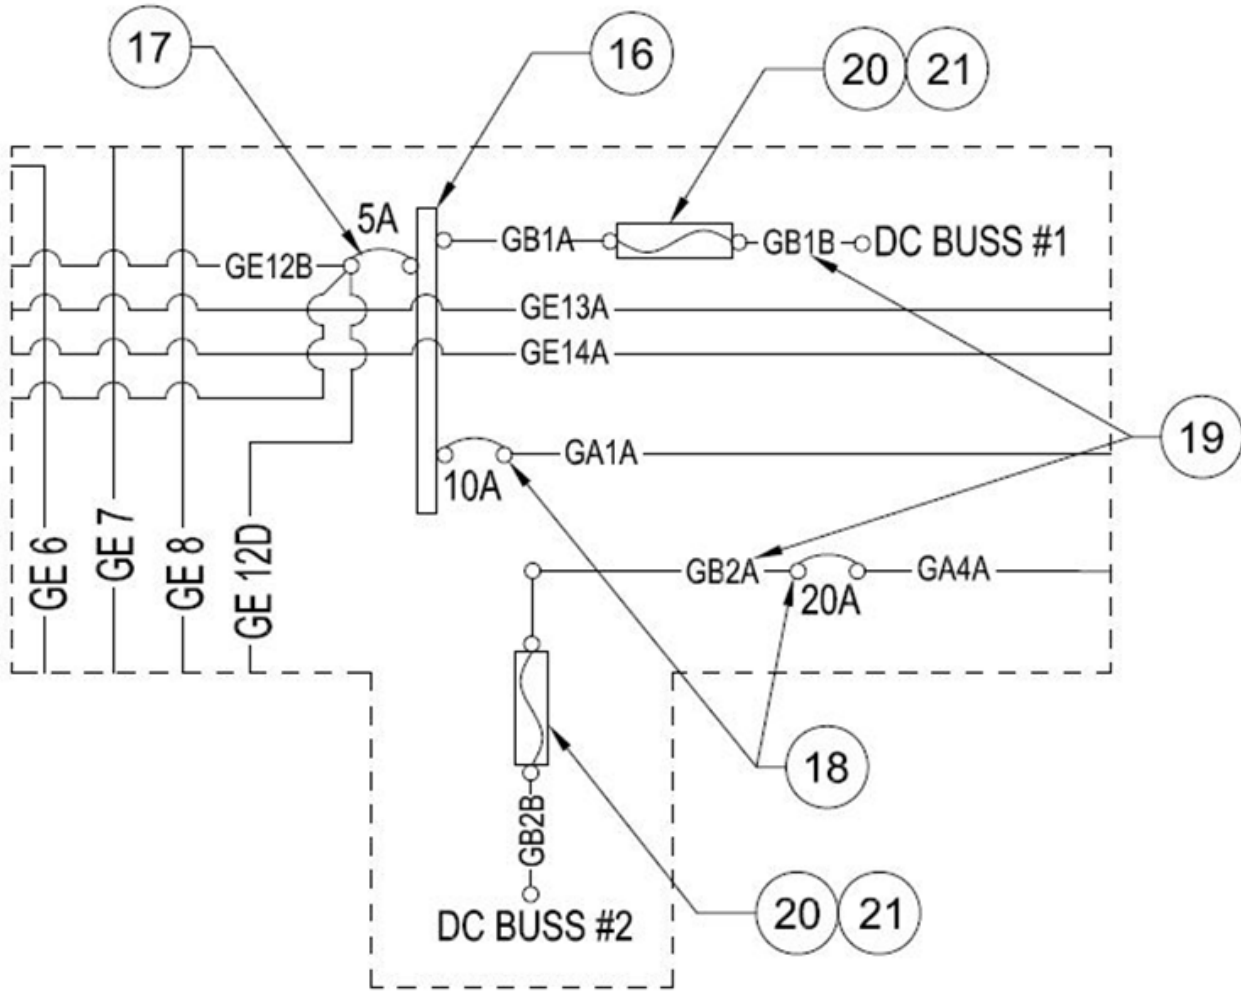 17
16
20 21
5A
GB1A
GB1B
DC BUSS #1
GE12B
GE13A
GE14A
19
GA1A
10A
GE 6
GE 7
GE 8
GE 12D
GB2A
20A
GA4A
18
GB2B
20 21
DC BUSS #2